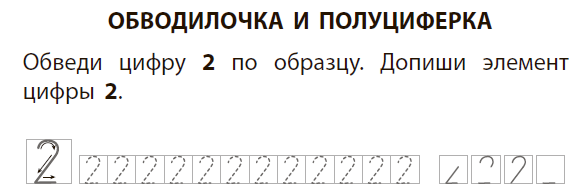 ОБВОДИЛОЧКА И ПОЛУЦИФЕРКА
Обведи цифру 2 по образцу. Допиши элемент
цифры 2.
2 2 2 2 2 2 2 2 2 2 2 2 2 2